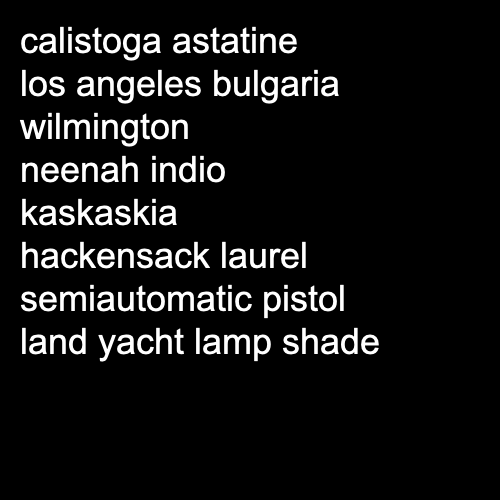 calistoga astatine
los angeles bulgaria
wilmington
neenah indio
kaskaskia
hackensack laurel
semiautomatic pistol
land yacht lamp shade